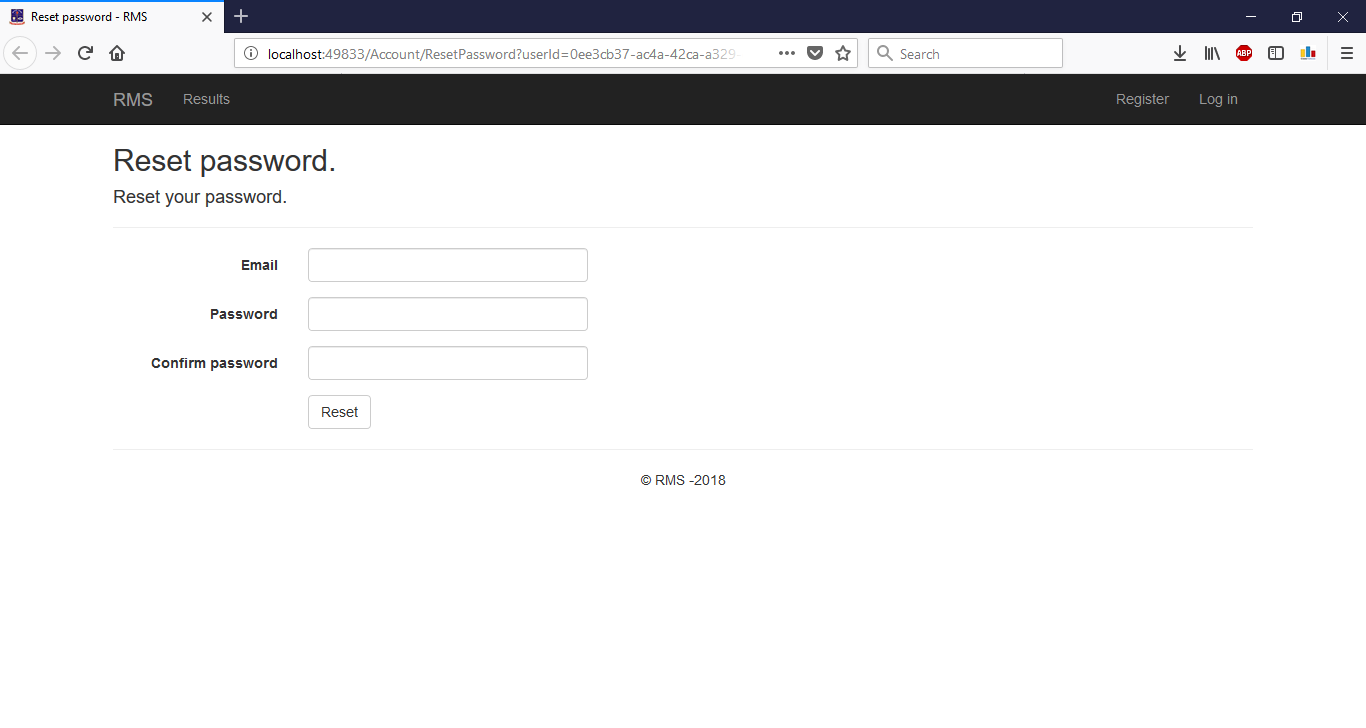 Reset password - RMS
localhost:49833/Account/ResetPassword?userId=0ee3cb37-ac4a-42ca-a329-
Search
ABP
RMS Results Register Log in
Reset password.
Reset your password.
Email
Password
Confirm password
Reset
© RMS -2018